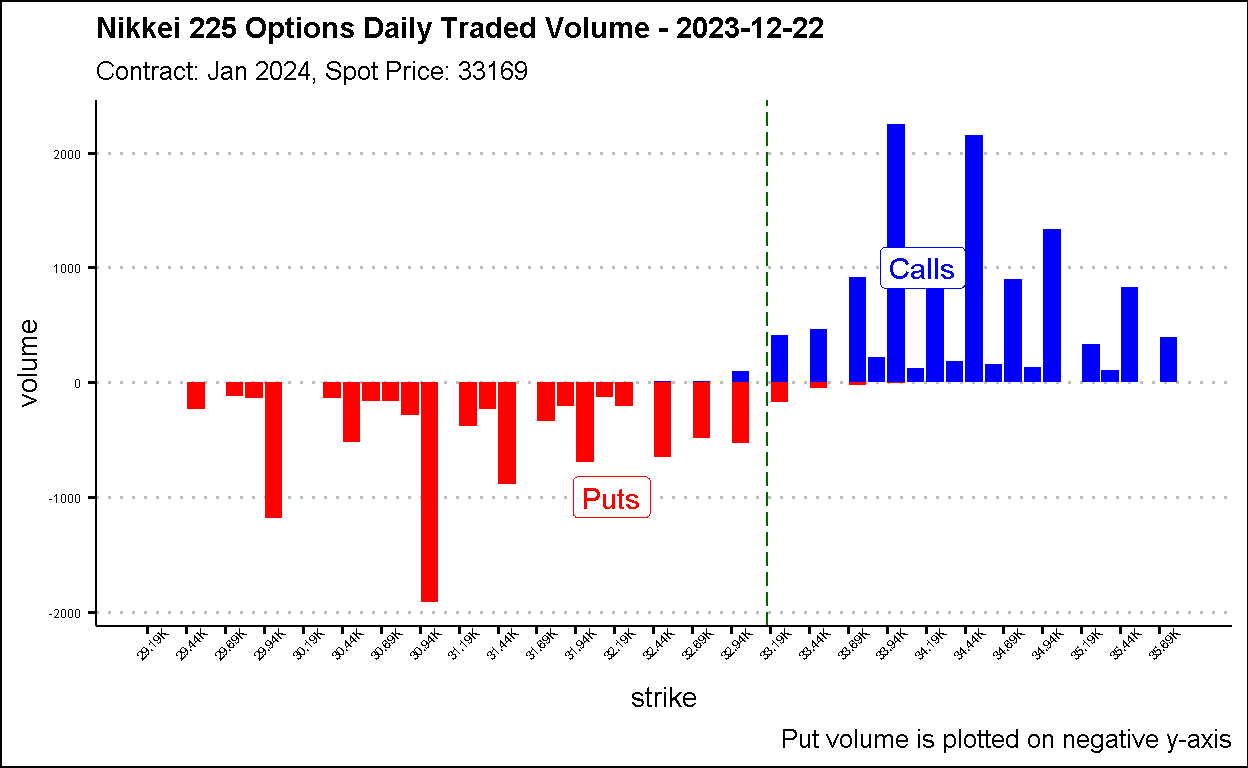 Nikkei 225 Options Daily Traded Volume - 2023-12-22
Contract: Jan 2024, Spot Price: 33169
volume
2000
1000
0
-1000
-2000
Calls
Puts
29.19K
29.44K
29.69K
29.94K
30.19K
30.44K
30.69K
30.94K
31.19K
31.44K
31.69K
31.94K
32.19K
32.44K
32.69K
32.94K
33.19K
33.44K
33.69K
33.94K
34.19K
34.44K
34.69K
34.94K
35.19K
35.44K
35.69K
strike
Put volume is plotted on negative y-axis